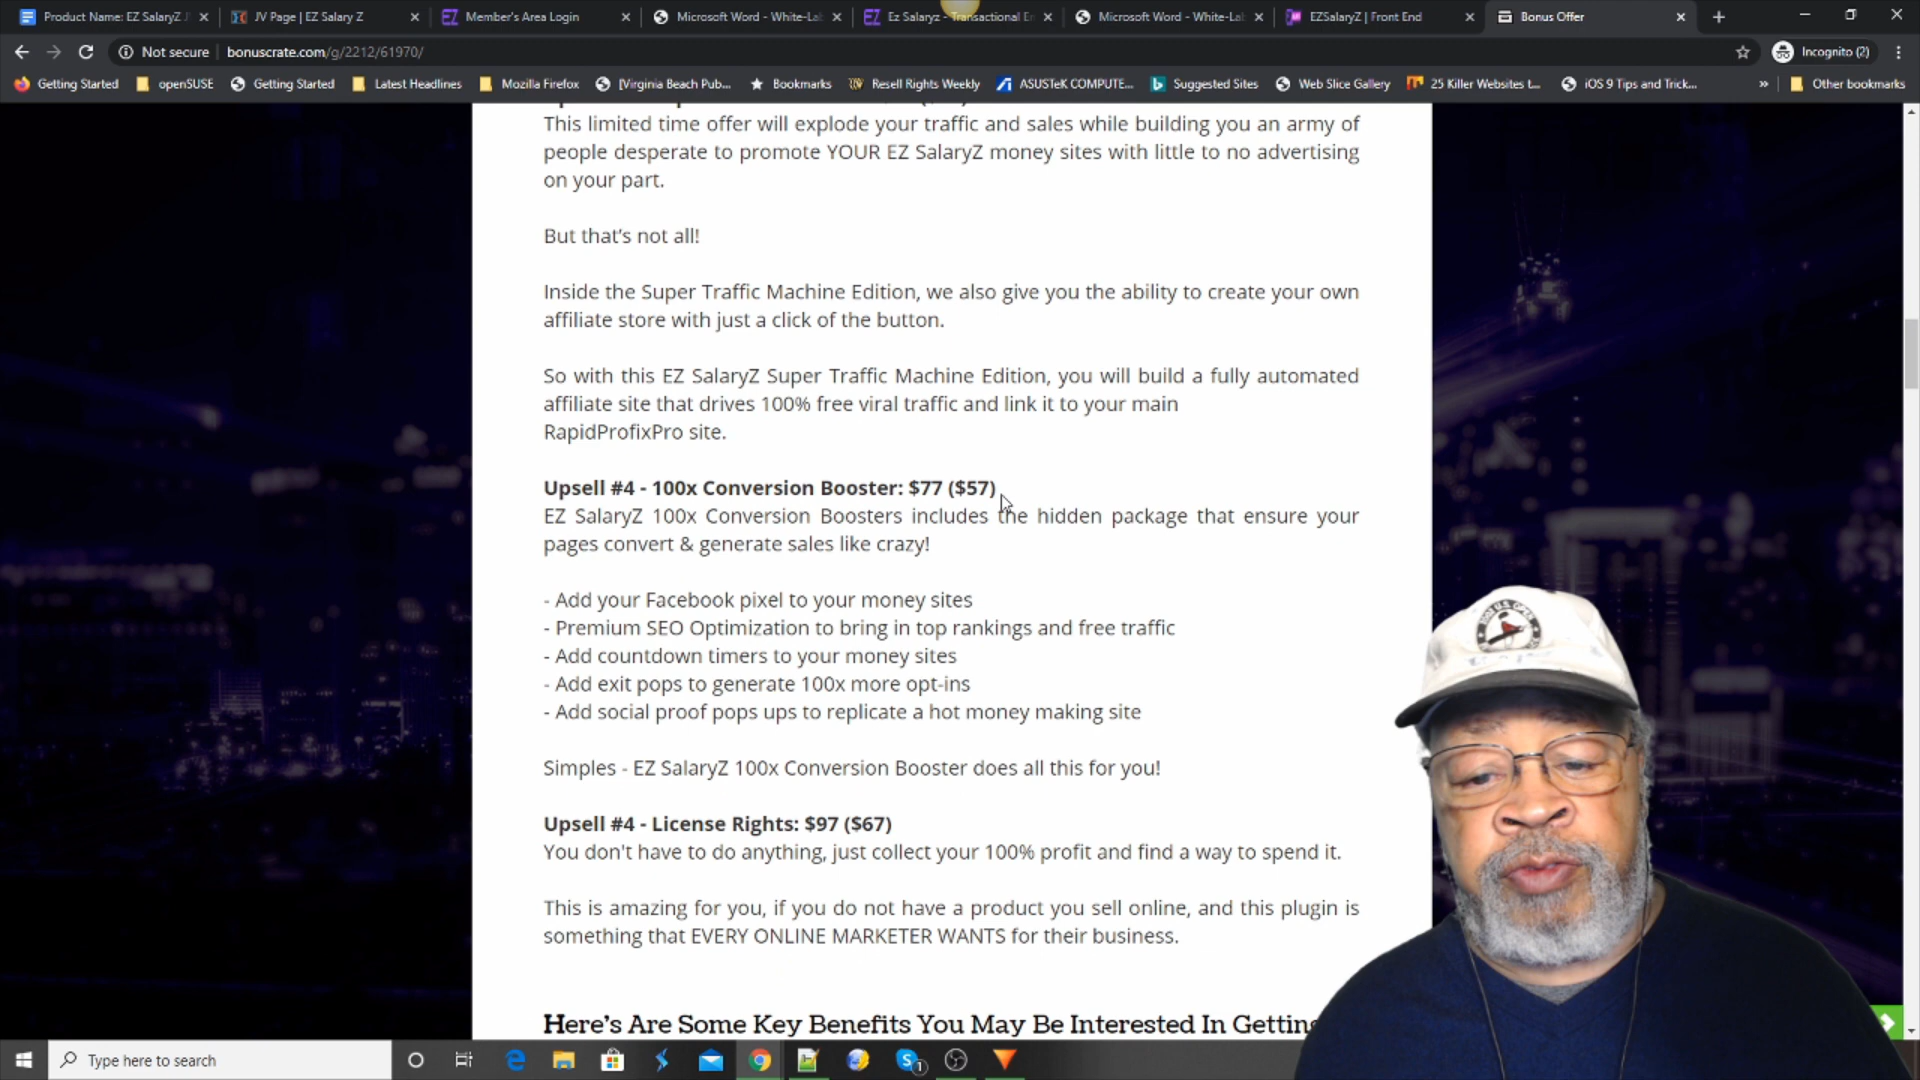 Product Name: EZ SalaryZ J
JV Page | EZ Salary Z
Member's Area Login
Microsoft Word - White-La
Ez Salaryz - Transactional E
Microsoft Word - White-La
EZSalaryZ | Front End
Bonus Offer
Not secure
bonuscrate.com/g/2212/61970/
Incognito (2)
Getting Started
openSUSE
Getting Started
Latest Headlines
Mozilla Firefox
[Virginia Beach Pub...
Bookmarks
Resell Rights Weekly
ASUSTeK COMPUTE...
Suggested Sites
Web Slice Gallery
25 Killer Websites t...
iOS 9 Tips and Trick...
Other bookmarks
This limited time offer will explode your traffic and sales while building you an army of
people desperate to promote YOUR EZ SalaryZ money sites with little to no advertising
on your part.
But that's not all!
Inside the Super Traffic Machine Edition, we also give you the ability to create your own
affiliate store with just a click of the button.
So with this EZ SalaryZ Super Traffic Machine Edition, you will build a fully automated
affiliate site that drives 100% free viral traffic and link it to your main
RapidProfixPro site.
Upsell #4 - 100x Conversion Booster: $77 ($57)
EZ SalaryZ 100x Conversion Boosters includes the hidden package that ensure your
pages convert & generate sales like crazy!
- Add your Facebook pixel to your money sites
- Premium SEO Optimization to bring in top rankings and free traffic
- Add countdown timers to your money sites
- Add exit pops to generate 100x more opt-ins
- Add social proof pops ups to replicate a hot money making site
Simples - EZ SalaryZ 100x Conversion Booster does all this for you!
Upsell #4 - License Rights: $97 ($67)
You don't have to do anything, just collect your 100% profit and find a way to spend it.
This is amazing for you, if you do not have a product you sell online, and this plugin is
something that EVERY ONLINE MARKETER WANTS for their business.
Here's Are Some Key Benefits You May Be Interested In Getting
Type here to search